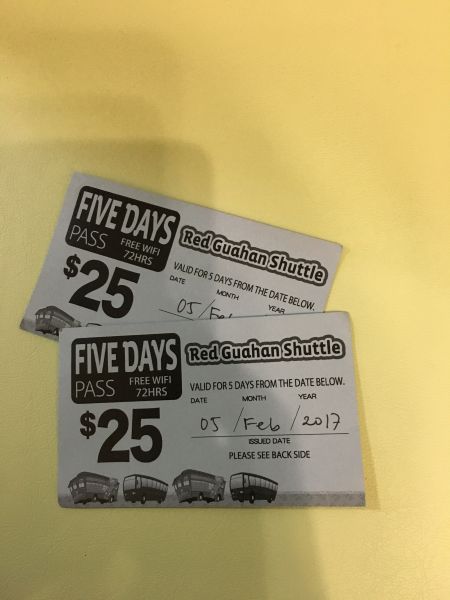 FIVE DAYS
PASS FREE WIFI
72HRS
$25
Red Guahan Shuttle
VALID FOR 5 DAYS FROM THE DATE BELOW.
DATE MONTH YEAR
05 / Feb
FIVE DAYS
PASS FREE WIFI
72HRS
$25
Red Guahan Shuttle
VALID FOR 5 DAYS FROM THE DATE BELOW.
DATE MONTH YEAR
05 / Feb / 2017
ISSUED DATE
PLEASE SEE BACK SIDE